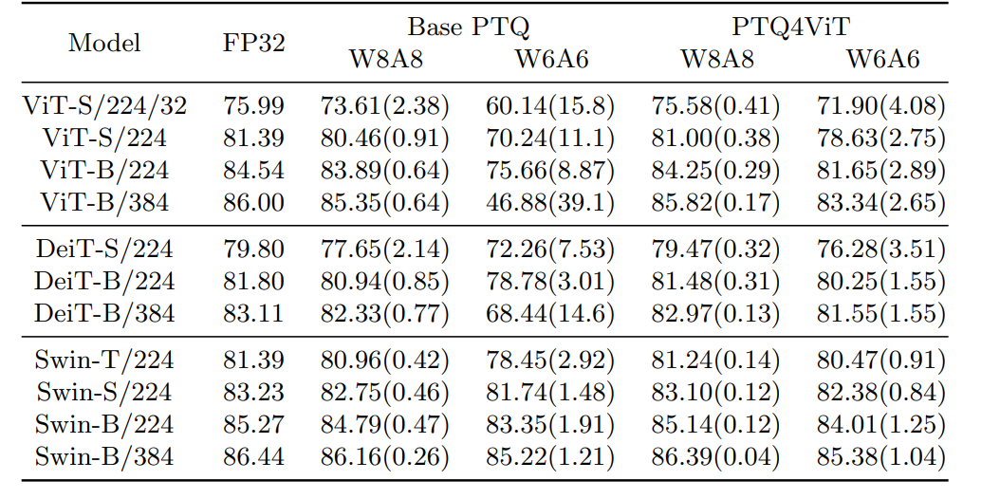 Model FP32 Base PTQ PTQ4ViT
W8A8 W6A6 W8A8 W6A6
ViT-S/224/32 75.99 73.61(2.38) 60.14(15.8) 75.58(0.41) 71.90(4.08)
ViT-S/224 81.39 80.46(0.91) 70.24(11.1) 81.00(0.38) 78.63(2.75)
ViT-B/224 84.54 83.89(0.64) 75.66(8.87) 84.25(0.29) 81.65(2.89)
ViT-B/384 86.00 85.35(0.64) 46.88(39.1) 85.82(0.17) 83.34(2.65)
DeiT-S/224 79.80 77.65(2.14) 72.26(7.53) 79.47(0.32) 76.28(3.51)
DeiT-B/224 81.80 80.94(0.85) 78.78(3.01) 81.48(0.31) 80.25(1.55)
DeiT-B/384 83.11 82.33(0.77) 68.44(14.6) 82.97(0.13) 81.55(1.55)
Swin-T/224 81.39 80.96(0.42) 78.45(2.92) 81.24(0.14) 80.47(0.91)
Swin-S/224 83.23 82.75(0.46) 81.74(1.48) 83.10(0.12) 82.38(0.84)
Swin-B/224 85.27 84.79(0.47) 83.35(1.91) 85.14(0.12) 84.01(1.25)
Swin-B/384 86.44 86.16(0.26) 85.22(1.21) 86.39(0.04) 85.38(1.04)